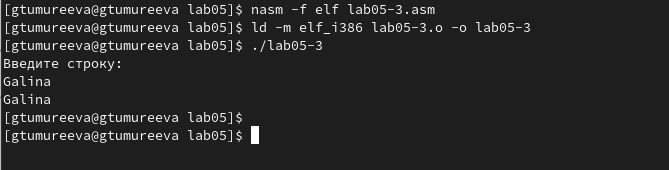 [gtumureeva@gtumureeva lab05]$ nasm -f elf lab05-3.asm
[gtumureeva@gtumureeva lab05]$ ld -m elf_i386 lab05-3.o -o lab05-3
[gtumureeva@gtumureeva lab05]$ ./lab05-3
Введите строку:
Galina
Galina
[gtumureeva@gtumureeva lab05]$
[gtumureeva@gtumureeva lab05]$